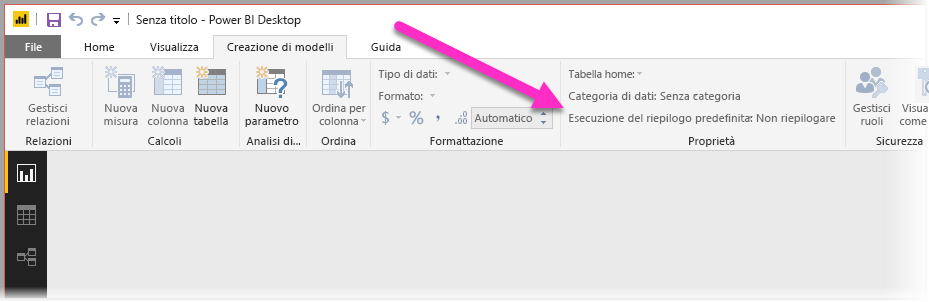 Senza titolo - Power BI Desktop
File Home Visualizza Creazione di modelli Guida
Gestisci
relazioni
Relazioni
Nuova
misura
Nuova
colonna
Nuova
tabella
Calcoli
Nuovo
parametro
Analisi di...
Ordina per
colonna
Ordina
Tipo di dati:
Formato:
$ % , .00 Automatico
Formattazione
Tabella home:
Categoria di dati: Senza categoria
Esecuzione del riepilogo predefinita: Non riepilogare
Proprietà
Gestisci
ruoli
Visua
come
Sicurezza